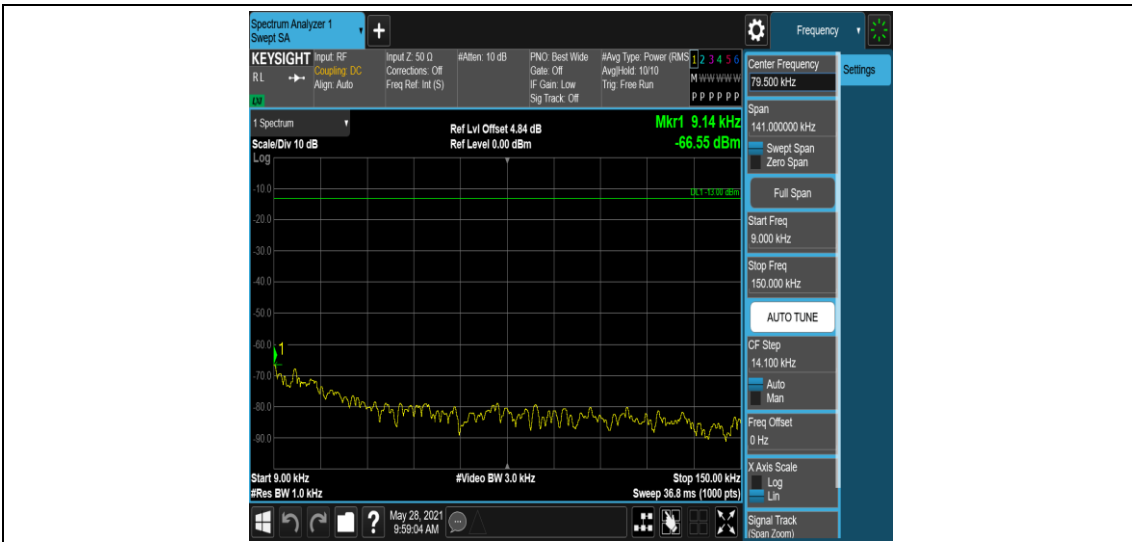 Spectrum Analyzer 1
Swept SA
+
Frequency
KEYSIGHT
R L
LXI
Input: RF
Coupling: DC
Align: Auto
Input Z: 50 Ω
Corrections: Off
Freq Ref: Int (S)
#Atten: 10 dB
PNO: Best Wide
Gate: Off
IF Gain: Low
Sig Track: Off
#Avg Type: Power (RMS
Avg|Hold: 10/10
Trig: Free Run
1 2 3 4 5 6
M W W W W W
P P P P P P
1 Spectrum
Scale/Div 10 dB
Log
Ref Lvl Offset 4.84 dB
Ref Level 0.00 dBm
Mkr1 9.14 kHz
-66.55 dBm
DL1 -13.00 dBm
-10.0
-20.0
-30.0
-40.0
-50.0
-60.0
1
-70.0
-80.0
-90.0
Start 9.00 kHz
#Res BW 1.0 kHz
#Video BW 3.0 kHz
Stop 150.00 kHz
Sweep 36.8 ms (1000 pts)
?
May 28, 2021
9:59:04 AM
Center Frequency
79.500 kHz
Settings
Span
141.000000 kHz
Swept Span
Zero Span
Full Span
Start Freq
9.000 kHz
Stop Freq
150.000 kHz
AUTO TUNE
CF Step
14.100 kHz
Auto
Man
Freq Offset
0 Hz
X Axis Scale
Log
Lin
Signal Track
(Span Zoom)